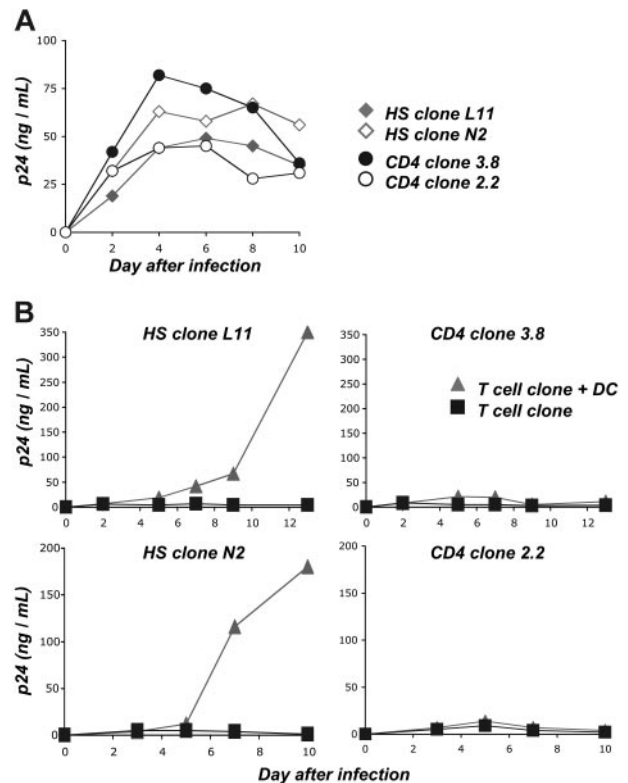 A
p24 (ng / mL)
100
75
50
25
0
0 2 4 6 8 10
Day after infection
HS clone L11
HS clone N2
CD4 clone 3.8
CD4 clone 2.2
B
HS clone L11
p24 (ng / mL)
350
300
250
200
150
100
50
0
0 2 4 6 8 10 12
CD4 clone 3.8
350
300
250
200
150
100
50
0
0 2 4 6 8 10 12
T cell clone + DC
T cell clone
HS clone N2
p24 (ng / mL)
200
150
100
50
0
0 2 4 6 8 10
CD4 clone 2.2
200
150
100
50
0
0 2 4 6 8 10
Day after infection